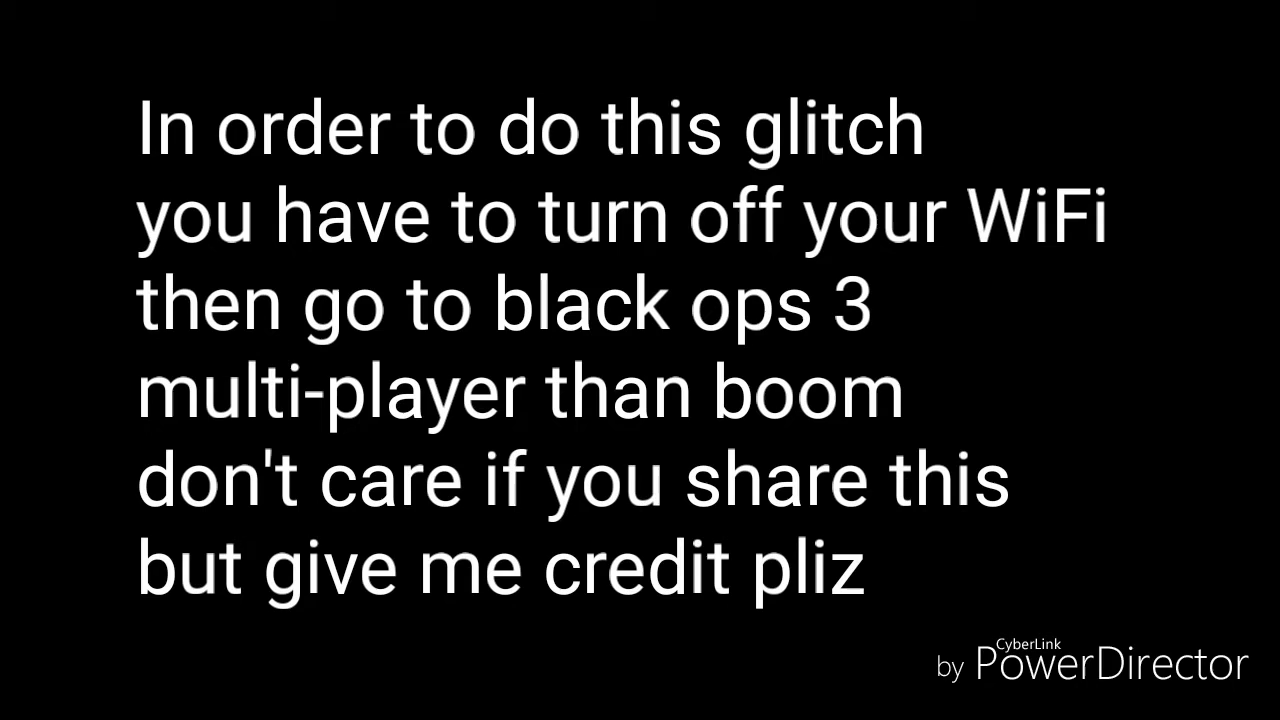 In order to do this glitch
you have to turn off your WiFi
then go to black ops 3
multi-player than boom
don't care if you share this
but give me credit pliz
CyberLink
by PowerDirector